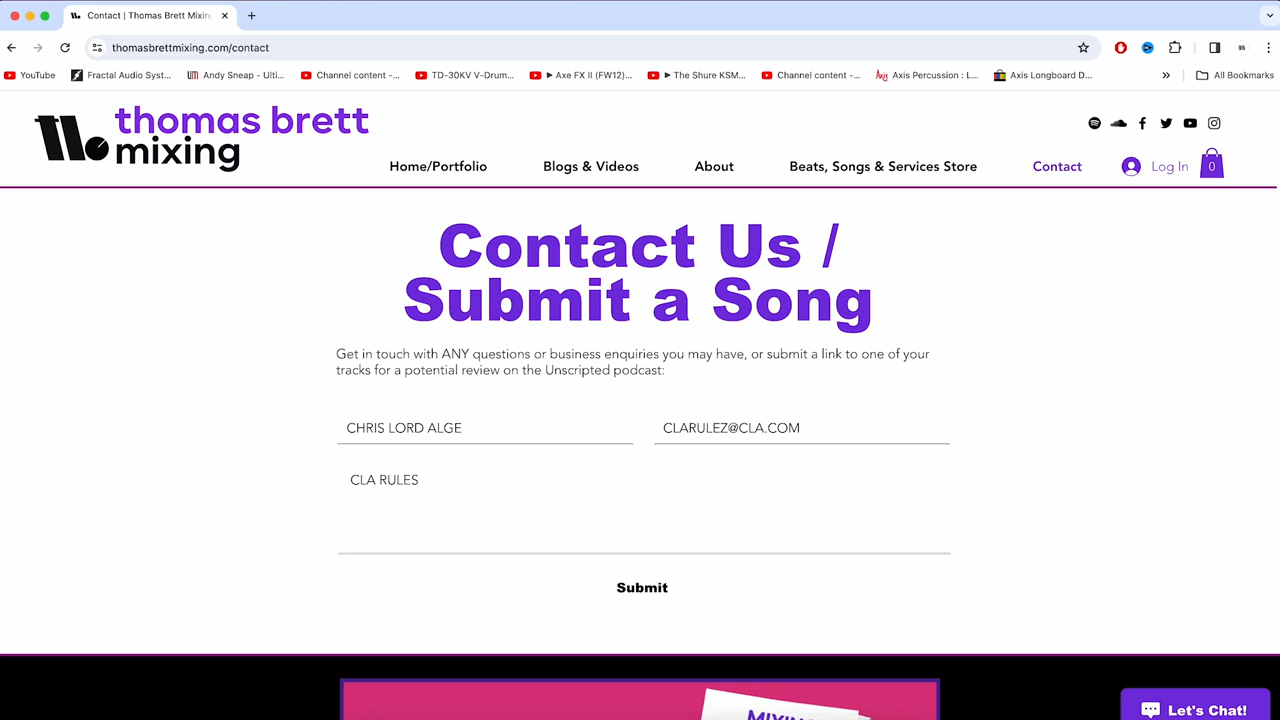 Contact | Thomas Brett Mixin
thomasbrettmixing.com/contact
YouTube
Fractal Audio Syst...
Andy Sneap - Ulti...
Channel content -...
TD-30KV V-Drum...
► Axe FX II (FW12)...
► The Shure KSM...
Channel content -...
Axis Percussion : L...
Axis Longboard D...
»
All Bookmarks
thomas brett
mixing
Home/Portfolio
Blogs & Videos
About
Beats, Songs & Services Store
Contact
Log In
0
Contact Us /
Submit a Song
Get in touch with ANY questions or business enquiries you may have, or submit a link to one of your
tracks for a potential review on the Unscripted podcast:
CHRIS LORD ALGE
CLARULEZ@CLA.COM
CLA RULES
Submit
Let's Chat!